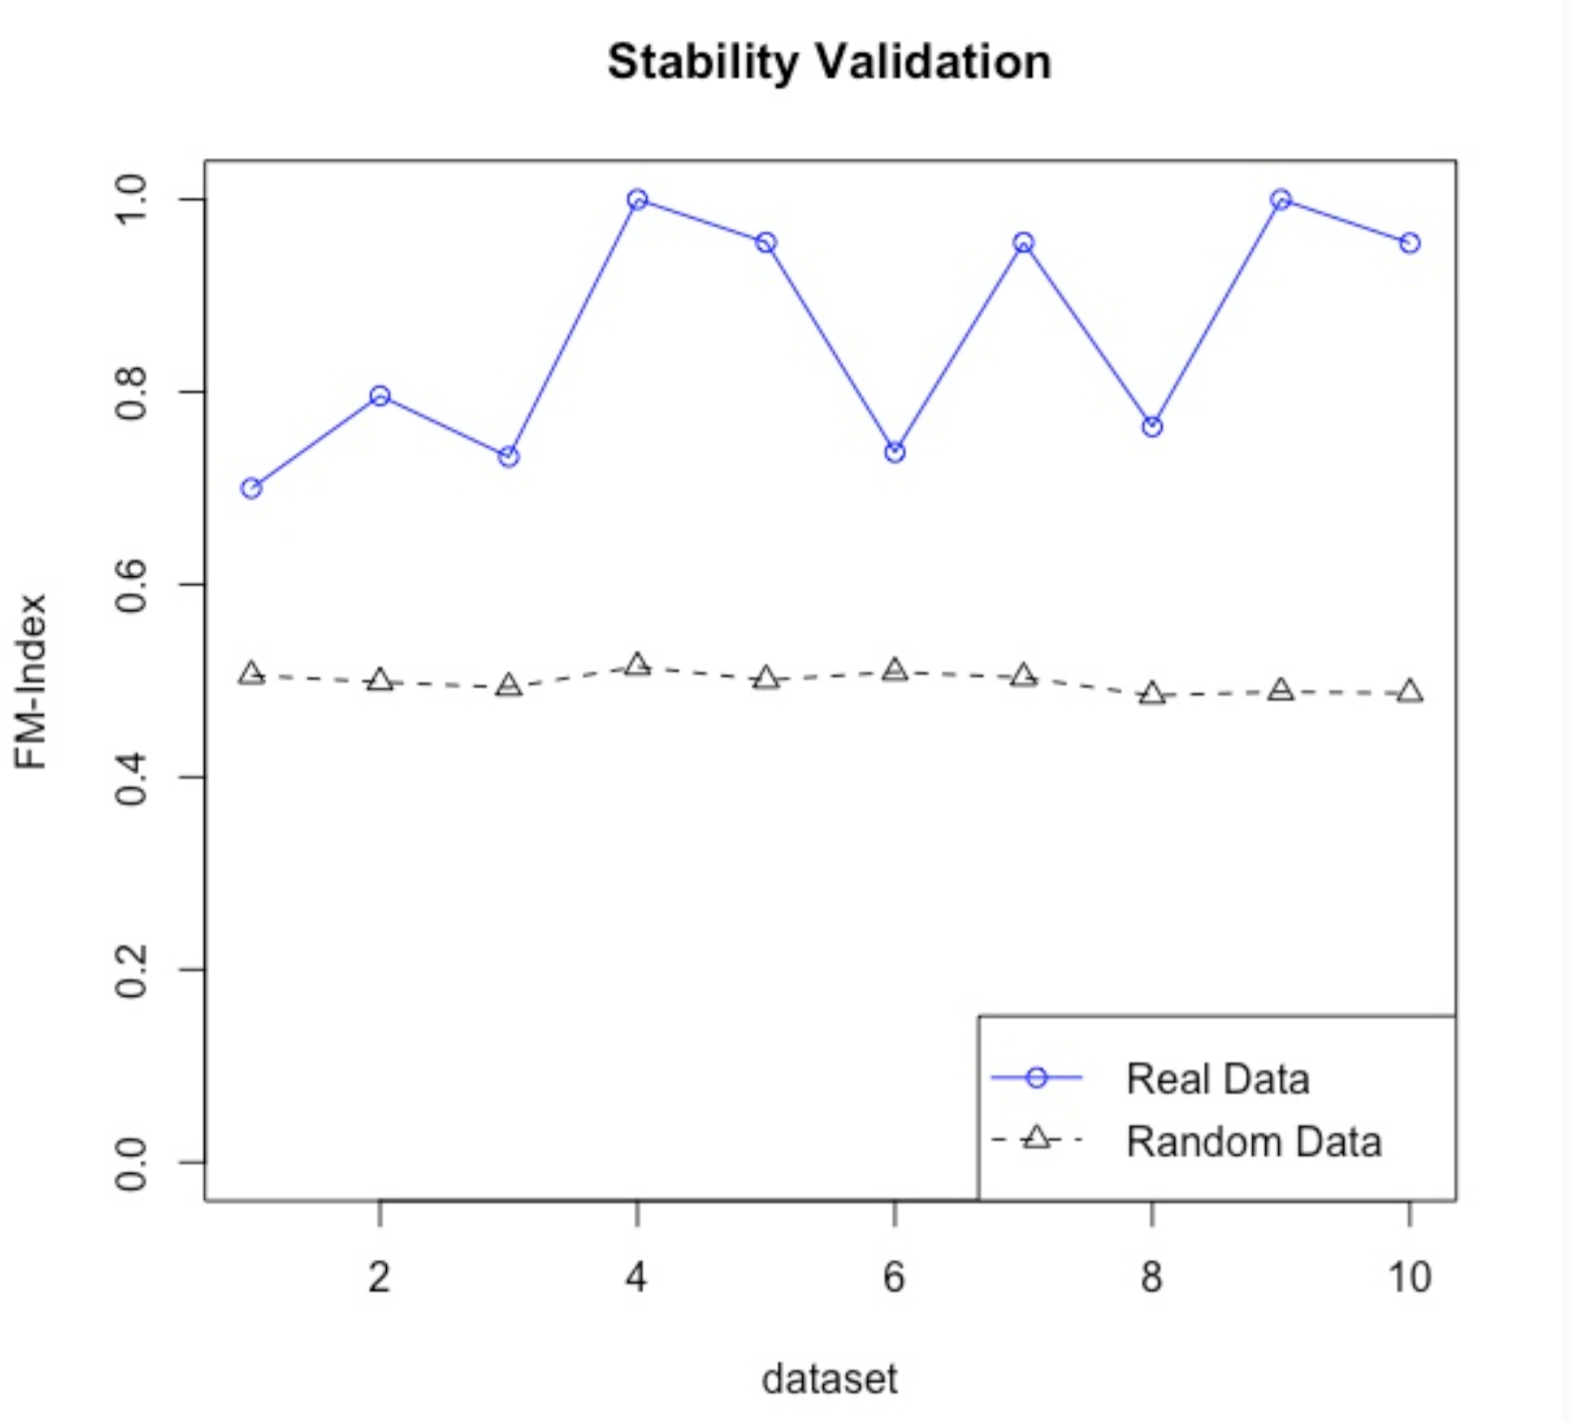 Stability Validation
1.0
0.8
0.6
0.4
0.2
0.0
FM-Index
Real Data
Random Data
2 4 6 8 10
dataset